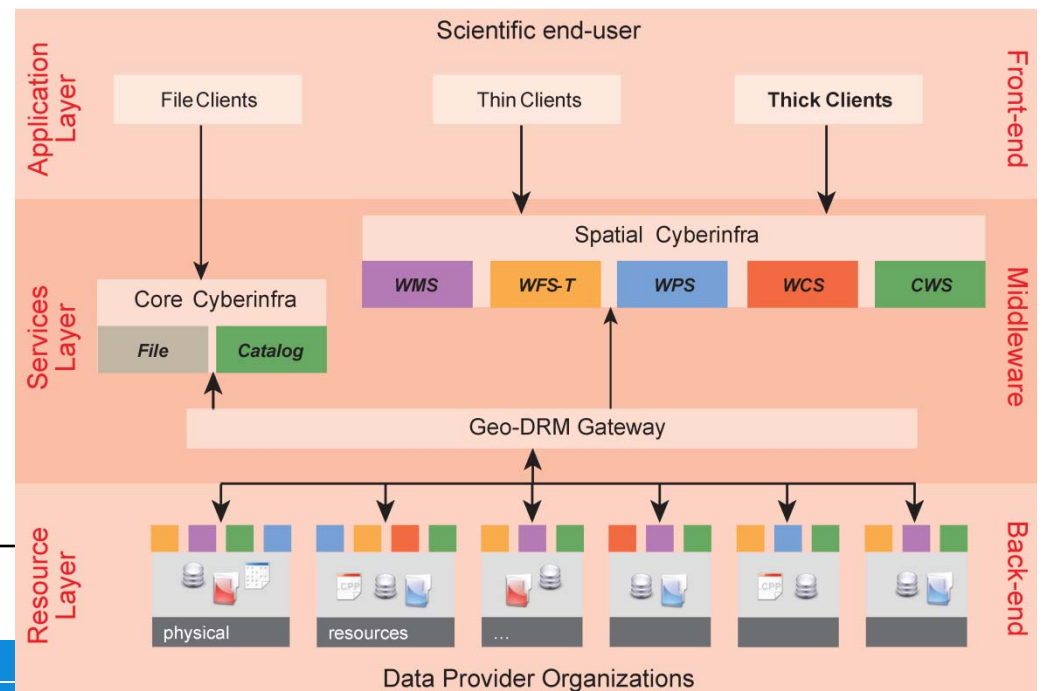 Scientific end-user
Application
Layer
Front-end
File Clients
Thin Clients
Thick Clients
Services
Layer
Middleware
Spatial Cyberinfra
WMS
WFS-T
WPS
WCS
CWS
Core Cyberinfra
File
Catalog
Geo-DRM Gateway
Resource
Layer
Back-end
.CPP
.CPP
physical
resources
...
Data Provider Organizations